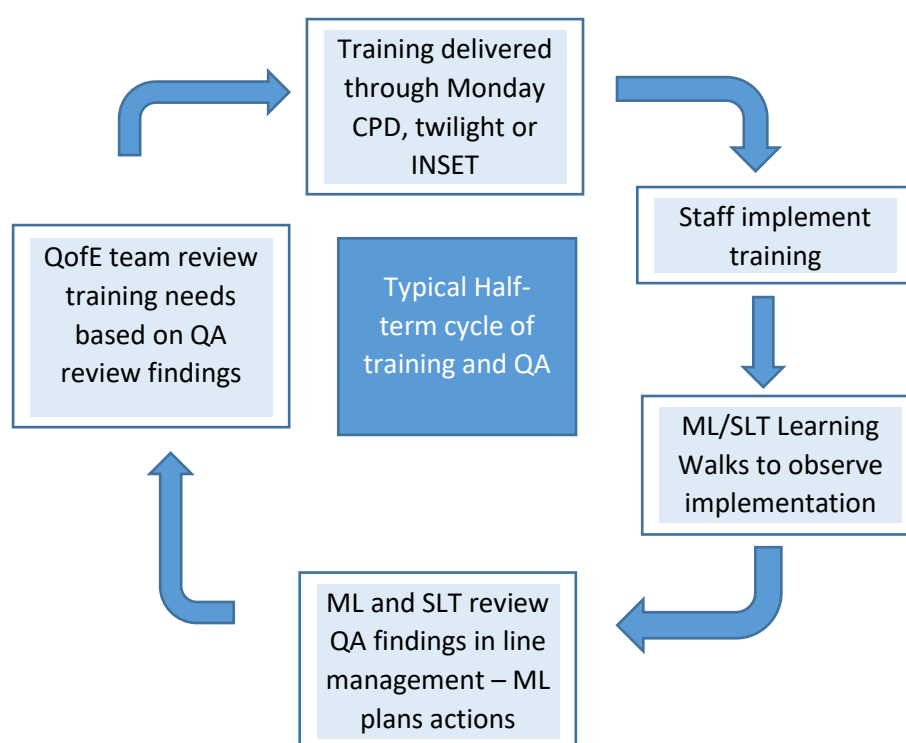 Training delivered
through Monday
CPD, twilight or
INSET
Staff implement
training
ML/SLT Learning
Walks to observe
implementation
ML and SLT review
QA findings in line
management – ML
plans actions
QofE team review
training needs
based on QA
review findings
Typical Half-
term cycle of
training and QA